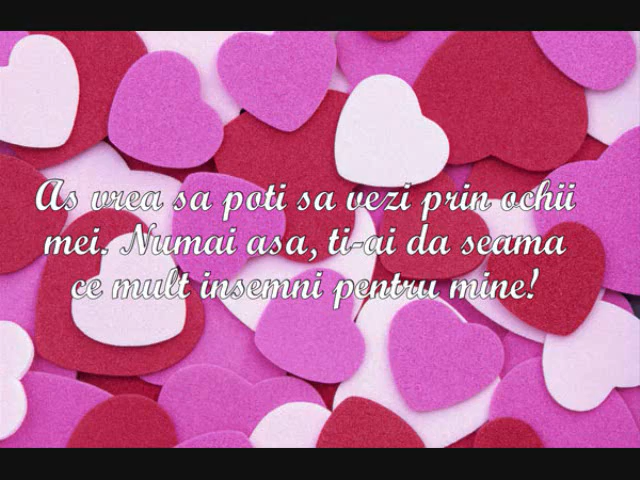 As vrea sa poti sa vezi prin ochii
mei. Numai asa, ti-ai da seama
ce mult insemni pentru mine!